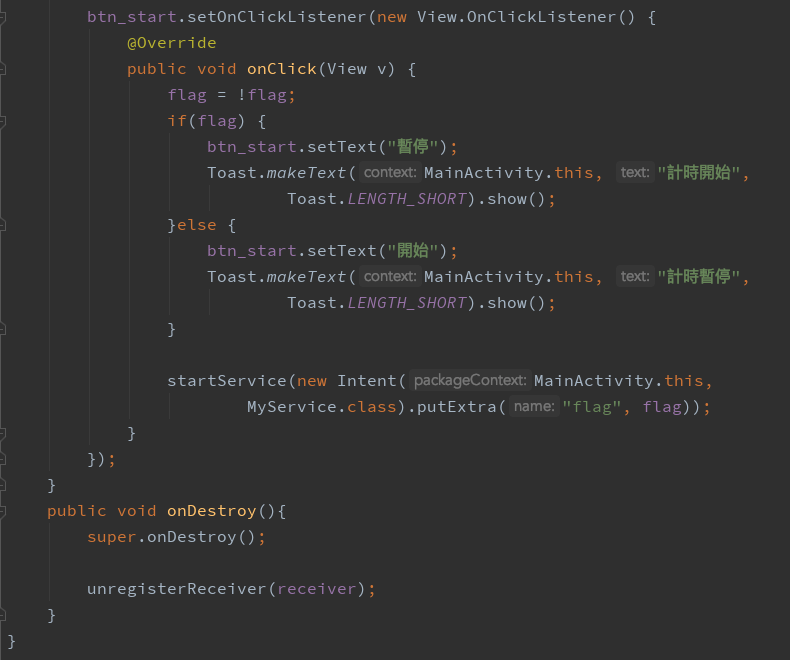 btn_start.setOnClickListener(new View.OnClickListener() {
@Override
public void onClick(View v) {
flag = !flag;
if(flag) {
btn_start.setText("暫停");
Toast.makeText( context: MainActivity.this, text: "計時開始",
Toast.LENGTH_SHORT).show();
}else {
btn_start.setText("開始");
Toast.makeText( context: MainActivity.this, text: "計時暫停",
Toast.LENGTH_SHORT).show();
}
startService(new Intent( packageContext: MainActivity.this,
MyService.class).putExtra( name: "flag", flag));
}
});
}
public void onDestroy(){
super.onDestroy();
unregisterReceiver(receiver);
}
}